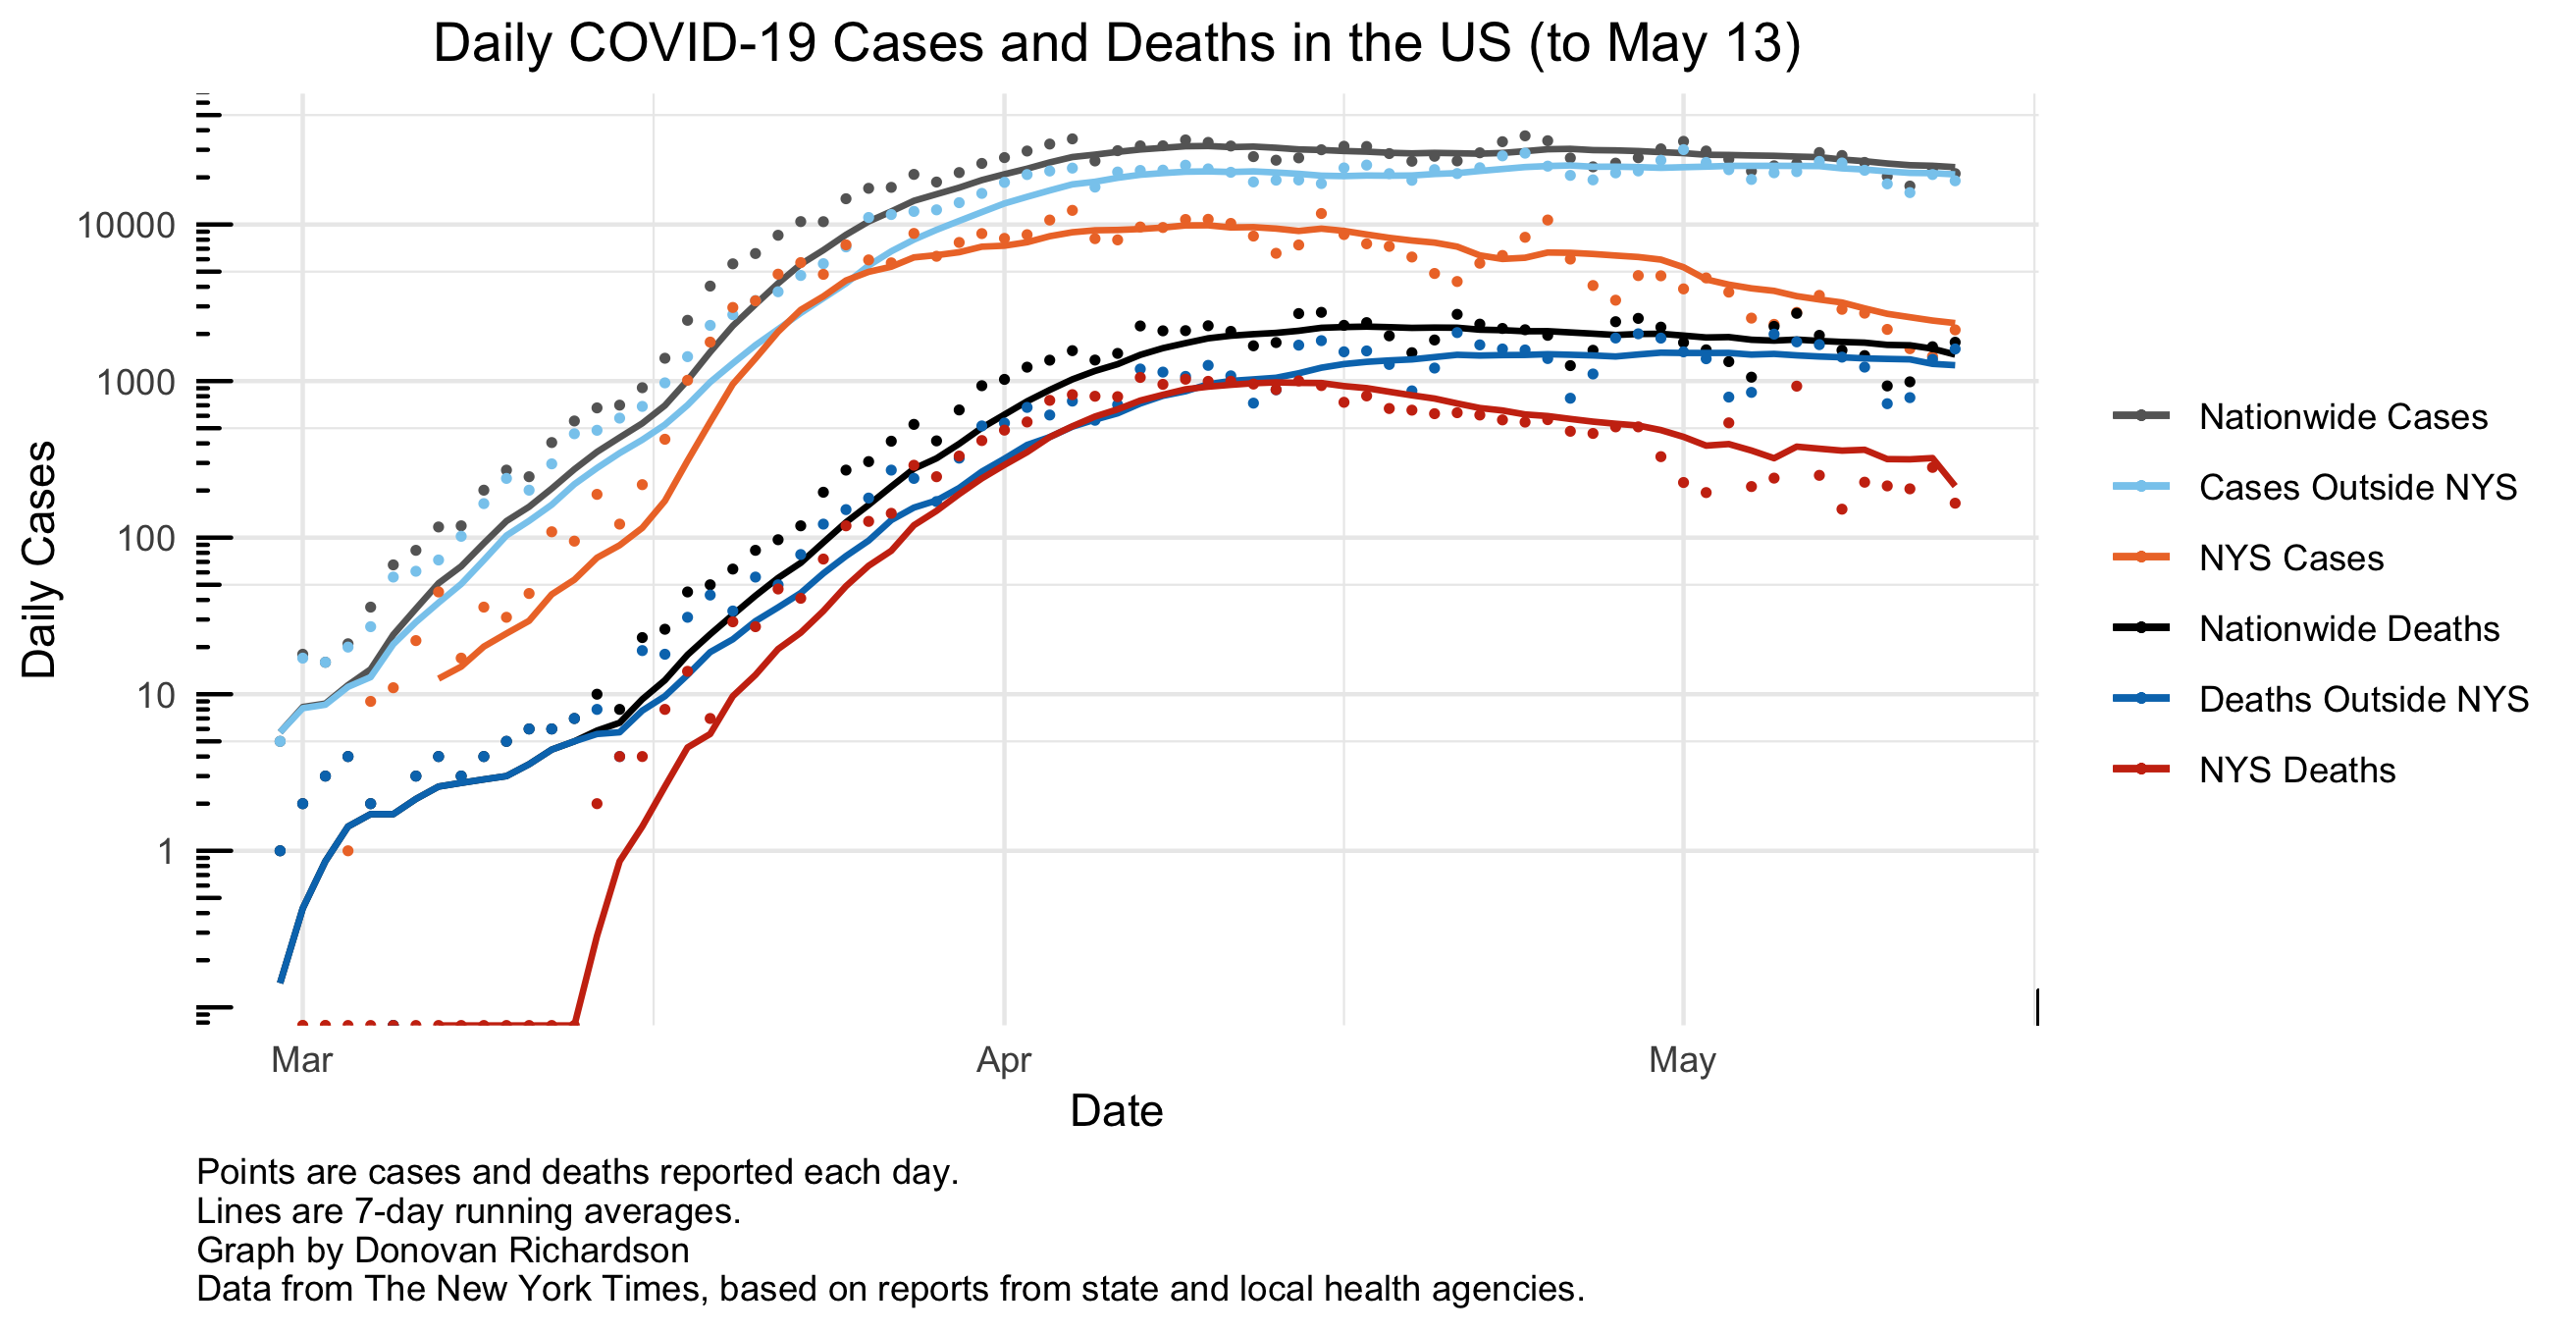 Daily COVID-19 Cases and Deaths in the US (to May 13)
Daily Cases
10000
1000
100
10
1
Mar
Apr
May
Date
Nationwide Cases
Cases Outside NYS
NYS Cases
Nationwide Deaths
Deaths Outside NYS
NYS Deaths
Points are cases and deaths reported each day.
Lines are 7-day running averages.
Graph by Donovan Richardson
Data from The New York Times, based on reports from state and local health agencies.